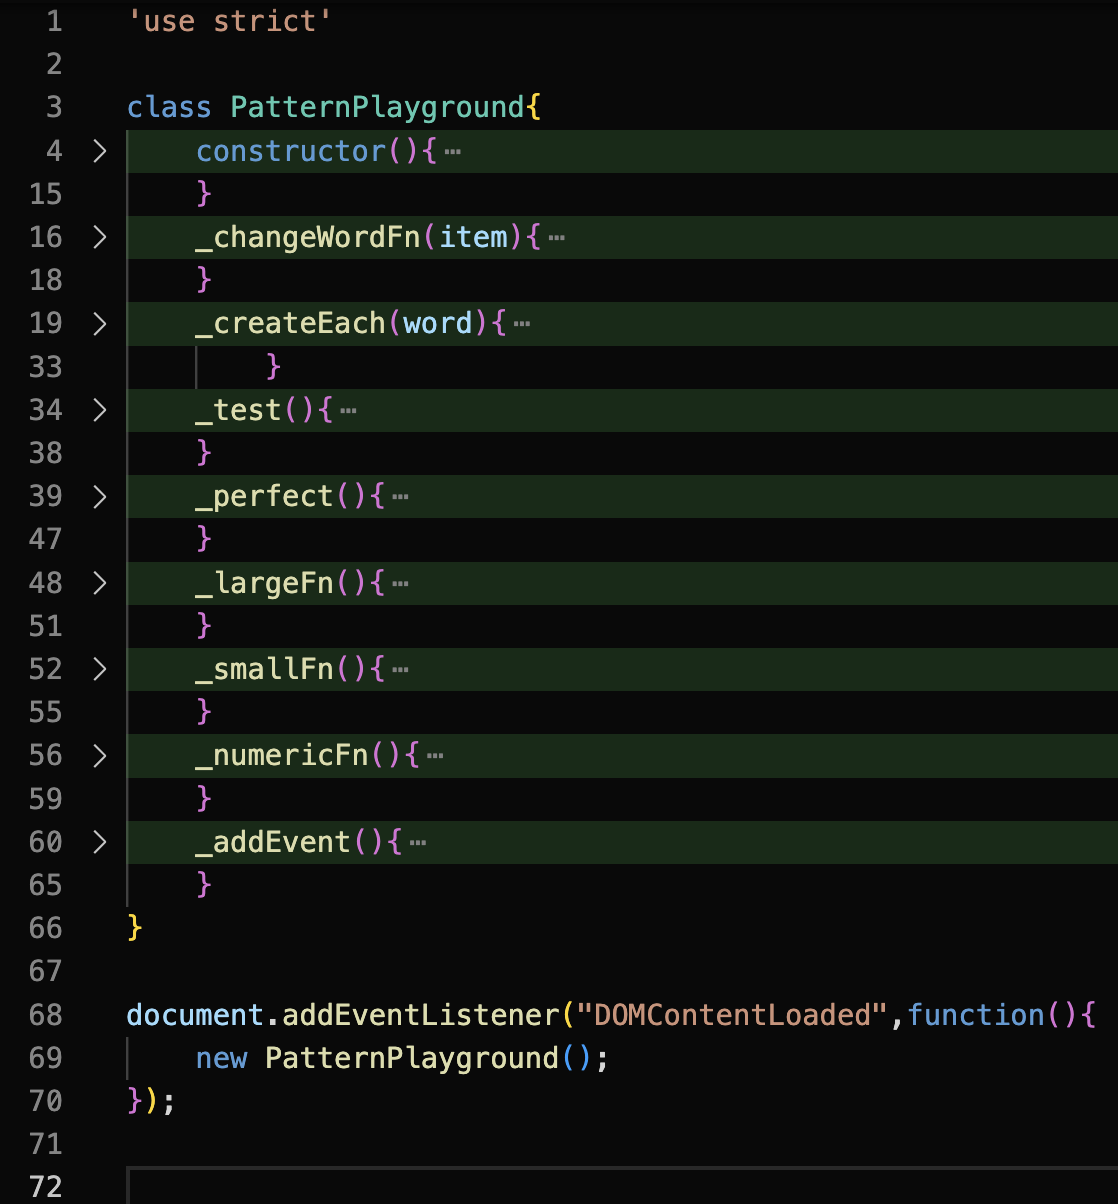 1 'use strict'
2
3 class PatternPlayground{
4 > constructor(){ ⋯
15 }
16 > _changeWordFn(item){ ⋯
18 }
19 > _createEach(word){ ⋯
33 }
34 > _test(){ ⋯
38 }
39 > _perfect(){ ⋯
47 }
48 > _largeFn(){ ⋯
51 }
52 > _smallFn(){ ⋯
55 }
56 > _numericFn(){ ⋯
59 }
60 > _addEvent(){ ⋯
65 }
66 }
67
68 document.addEventListener("DOMContentLoaded",function(){
69 new PatternPlayground();
70 });
71
72